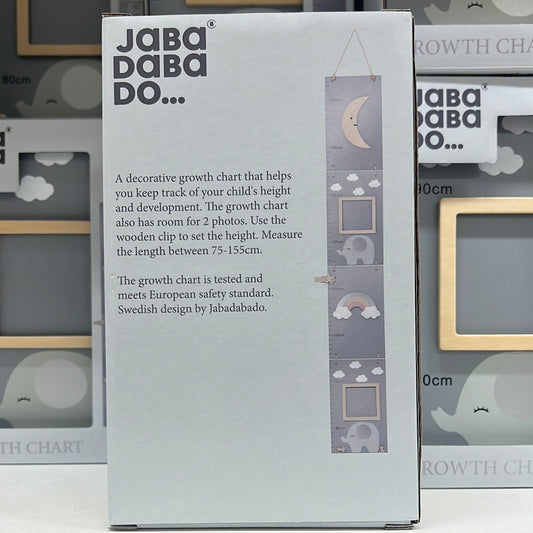 JaBa
DaBa
DO...
A decorative growth chart that helps
you keep track of your child's height
and development. The growth chart
also has room for 2 photos. Use the
wooden clip to set the height. Measure
the length between 75-155cm.
The growth chart is tested and
meets European safety standard.
Swedish design by Jabadabado.
80cm
ROWTH CHA
JaBa
DaBa
DO...
90cm
0cm
TH CHART
ROWTH CH